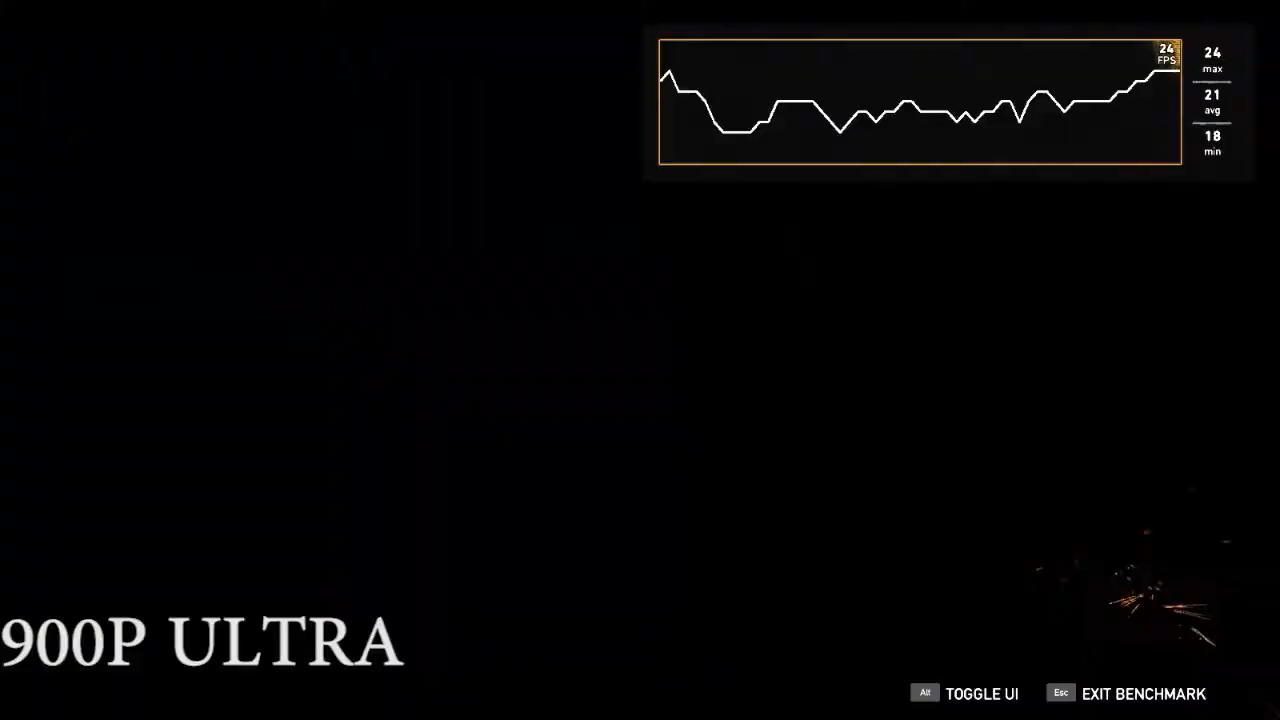 24
FPS
24
max
21
avg
18
min
900P ULTRA
Alt TOGGLE UI Esc EXIT BENCHMARK